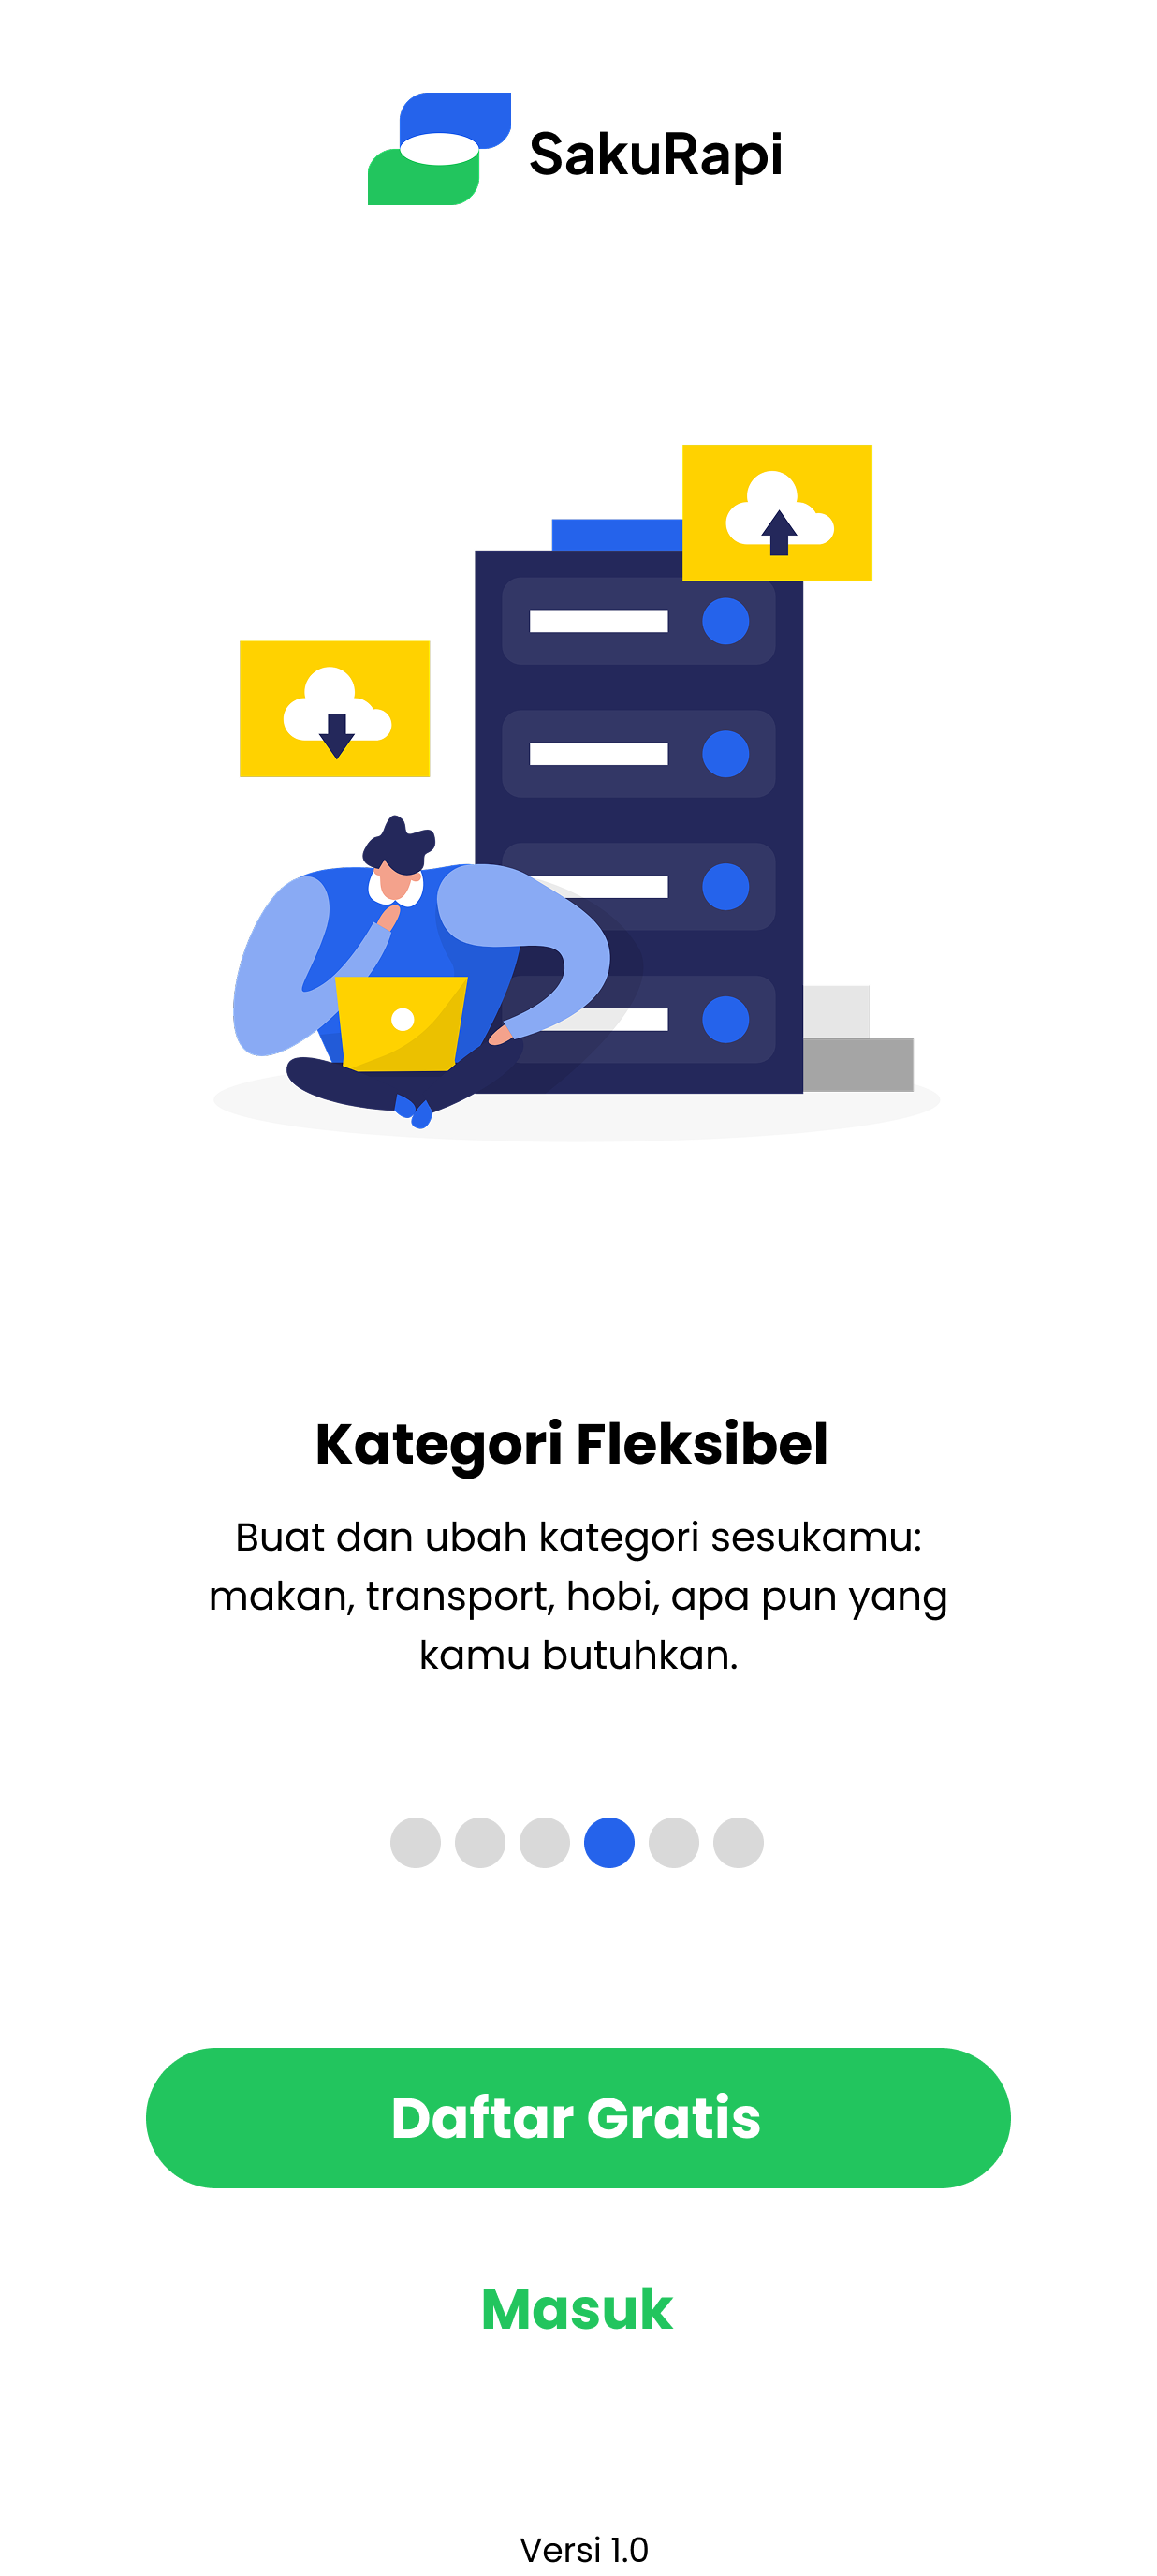 SakuRapi
Kategori Fleksibel
Buat dan ubah kategori sesukamu:
makan, transport, hobi, apa pun yang
kamu butuhkan.
Daftar Gratis
Masuk
Versi 1.0